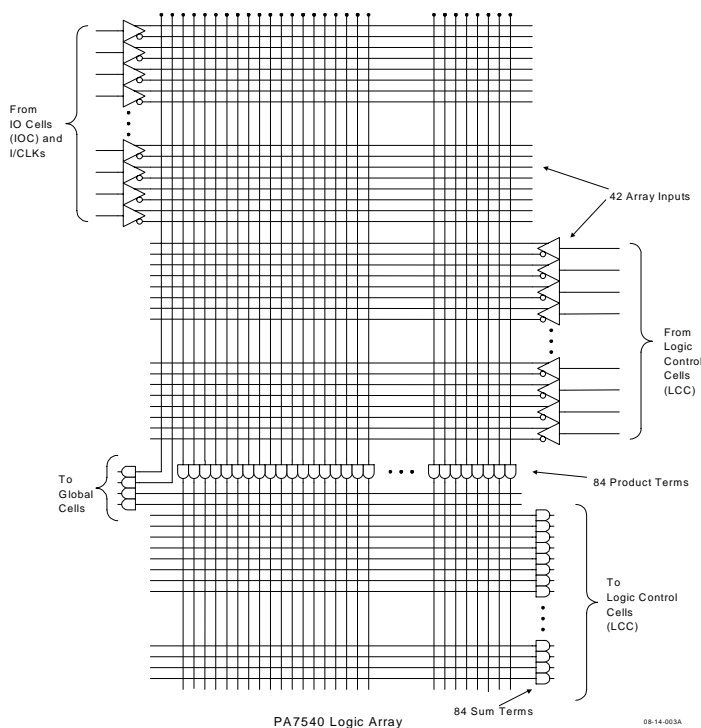 From
IO Cells
(IOC) and
I/CLKs
42 Array Inputs
From
Logic
Control
Cells
(LCC)
To
Global
Cells
84 Product Terms
To
Logic Control
Cells
(LCC)
84 Sum Terms
PA7540 Logic Array
08-14-003A